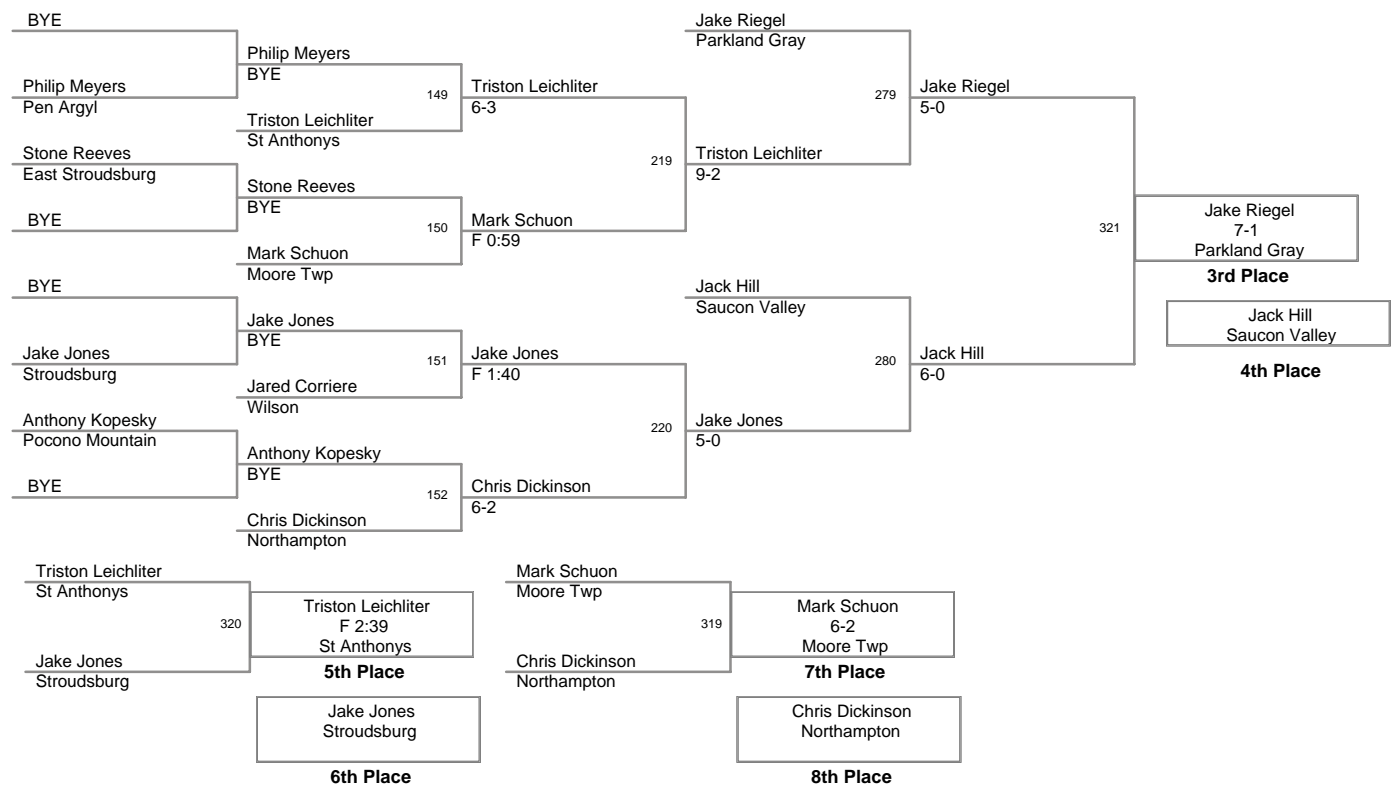 BYE
Philip Meyers
Pen Argyl
Stone Reeves
East Stroudsburg
BYE
BYE
Jake Jones
Stroudsburg
Anthony Kopesky
Pocono Mountain
BYE
Philip Meyers
BYE
149
Triston Leichliter
St Anthonys
Stone Reeves
BYE
150
Mark Schuon
Moore Twp
Jake Jones
BYE
151
Jared Corriere
Wilson
Anthony Kopesky
BYE
152
Chris Dickinson
Northampton
Triston Leichliter
6-3
219
Mark Schuon
F 0:59
Jake Jones
F 1:40
220
Chris Dickinson
6-2
Jake Riegel
Parkland Gray
279
Triston Leichliter
9-2
Jack Hill
Saucon Valley
280
Jake Jones
5-0
Jake Riegel
5-0
321
Jack Hill
6-0
Jake Riegel
7-1
Parkland Gray
3rd Place
Jack Hill
Saucon Valley
4th Place
Triston Leichliter
St Anthonys
320
Jake Jones
Stroudsburg
Triston Leichliter
F 2:39
St Anthonys
5th Place
Jake Jones
Stroudsburg
6th Place
Mark Schuon
Moore Twp
319
Chris Dickinson
Northampton
Mark Schuon
6-2
Moore Twp
7th Place
Chris Dickinson
Northampton
8th Place